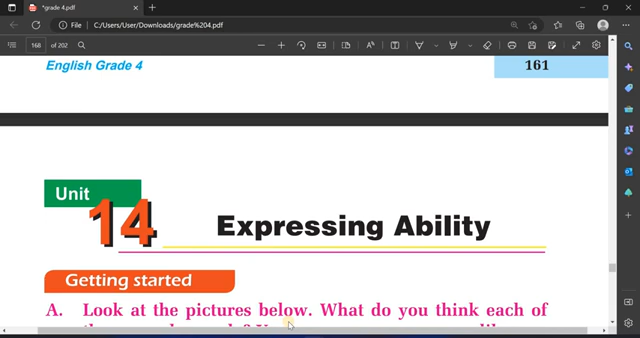 *grade 4.pdf
File
C:/Users/User/Downloads/grade%204.pdf
168 of 202
English Grade 4
161
Unit
14
Expressing Ability
Getting started
A. Look at the pictures below. What do you think each of